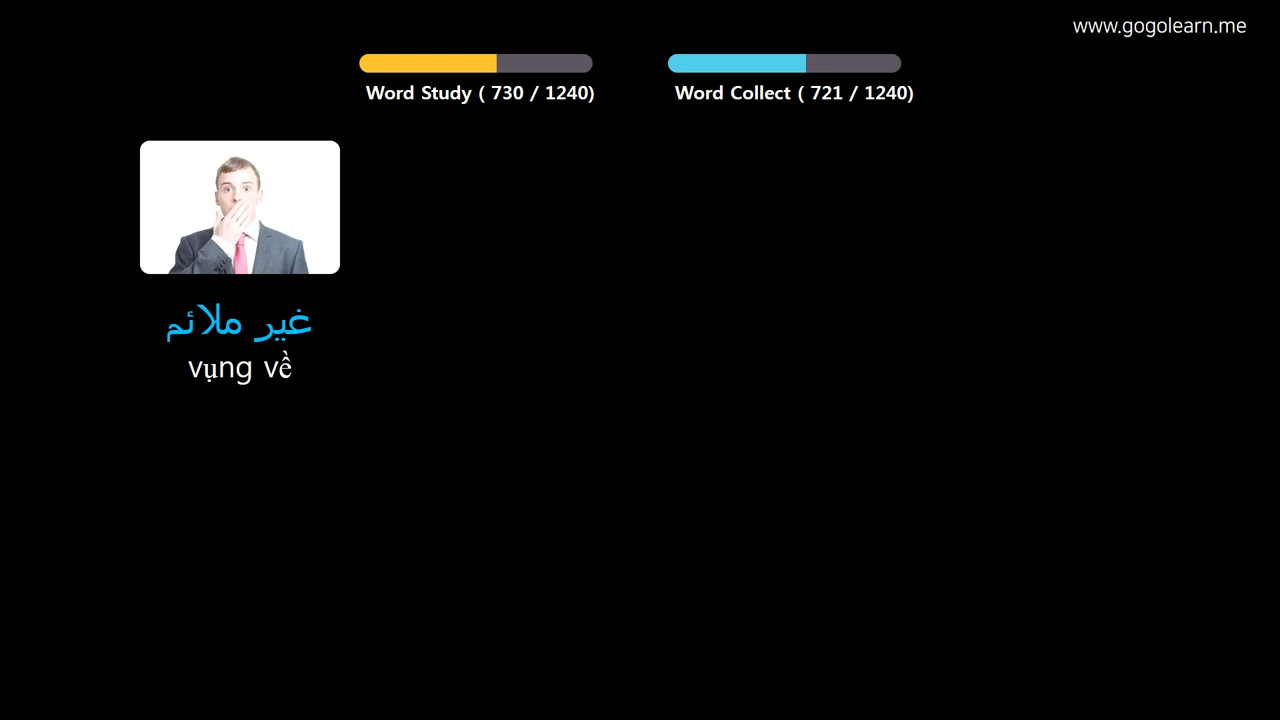 www.gogolearn.me
Word Study ( 730 / 1240)
Word Collect ( 721 / 1240)
غير ملائم
vụng về